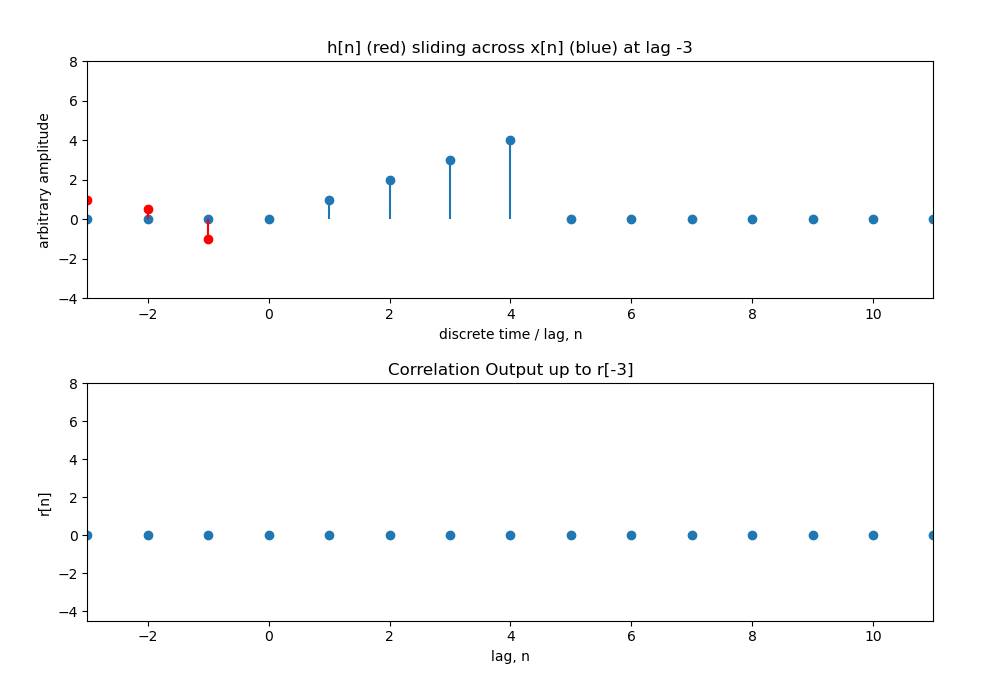 h[n] (red) sliding across x[n] (blue) at lag -3
8
6
4
2
0
−2
−4
arbitrary amplitude
−2 0 2 4 6 8 10
discrete time / lag, n
Correlation Output up to r[-3]
8
6
4
2
0
−2
−4
r[n]
−2 0 2 4 6 8 10
lag, n